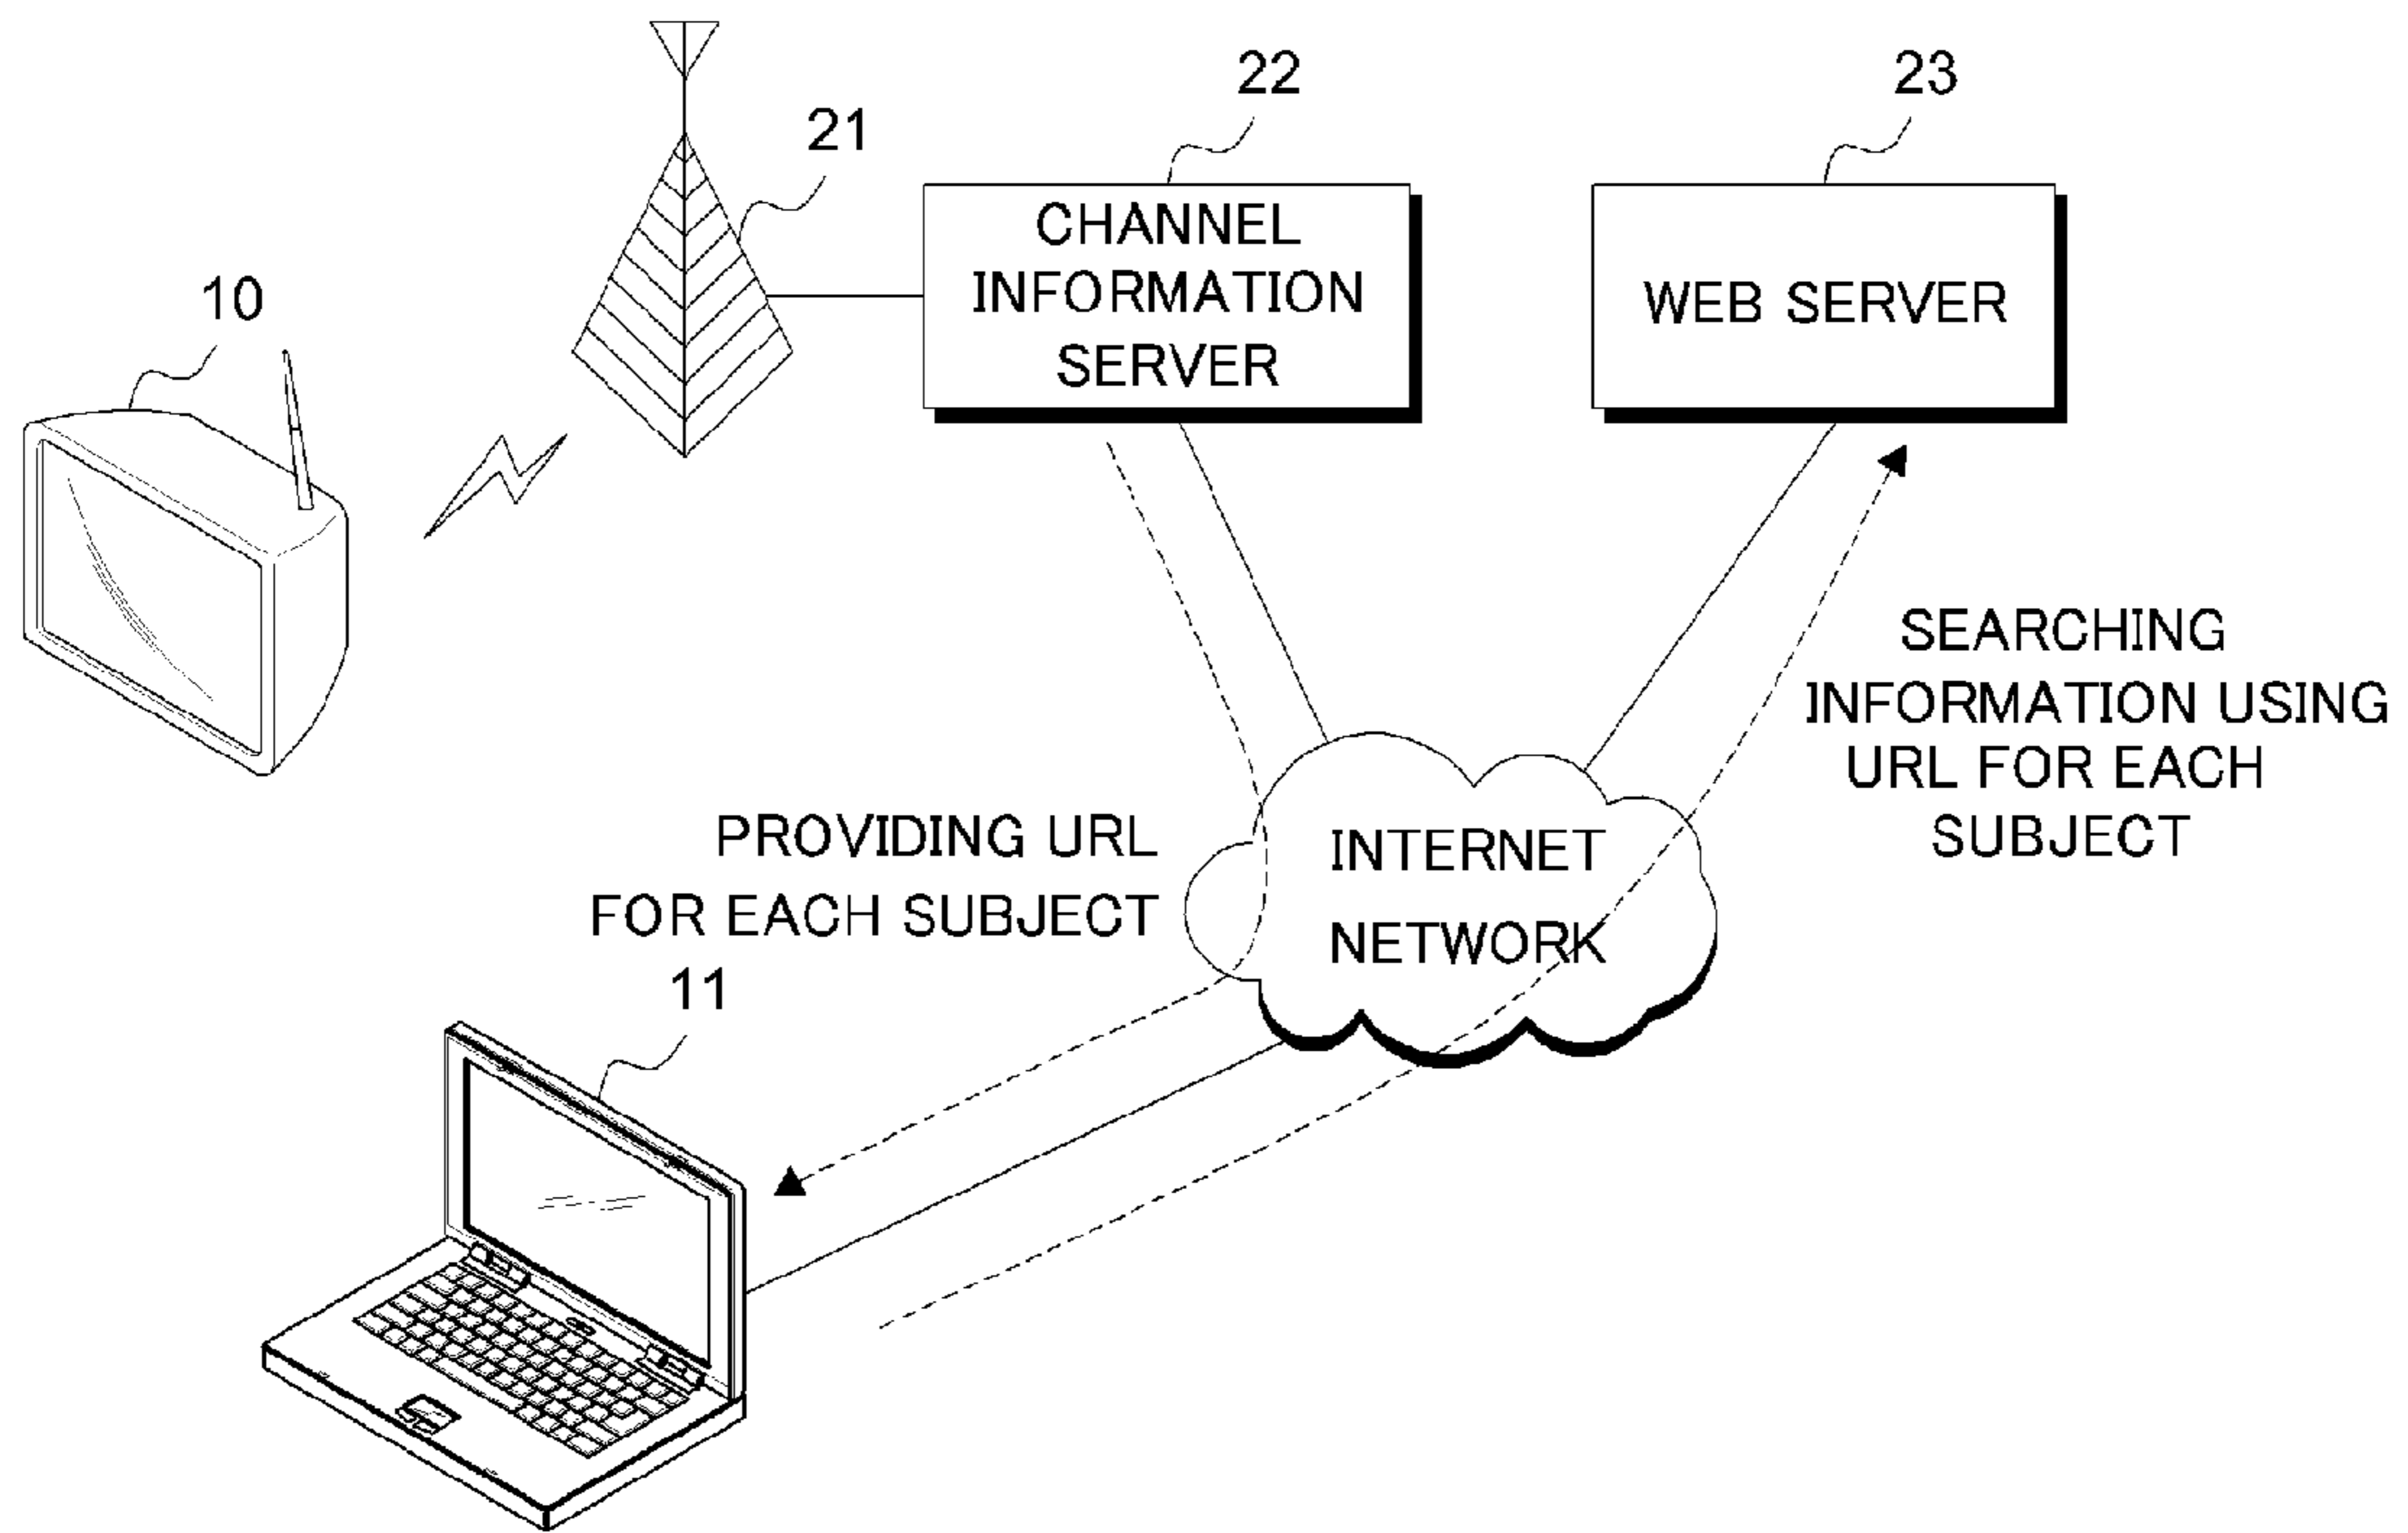 22
23
21
CHANNEL
INFORMATION
SERVER
WEB SERVER
10
SEARCHING
INFORMATION USING
URL FOR EACH
SUBJECT
PROVIDING URL
FOR EACH SUBJECT
INTERNET
NETWORK
11